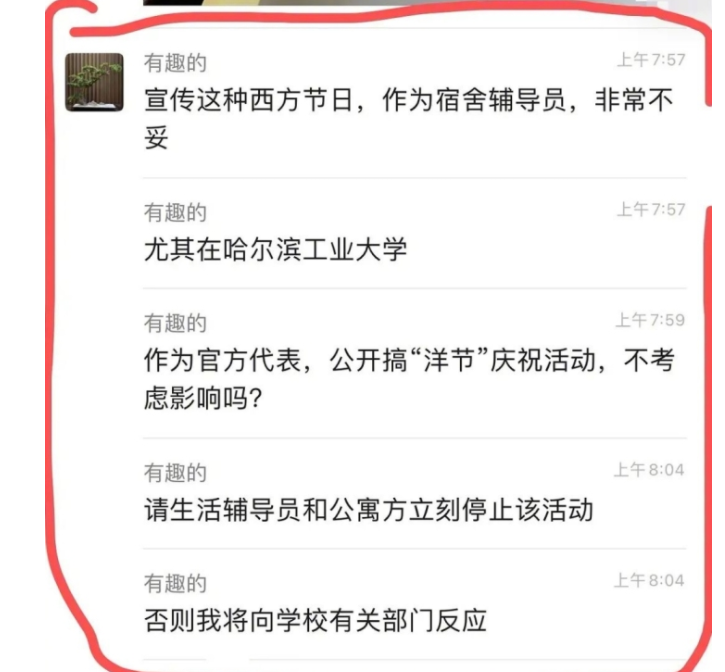 有趣的
上午7:57
宣传这种西方节日，作为宿舍辅导员，非常不
妥
有趣的
上午7:57
尤其在哈尔滨工业大学
有趣的
上午7:59
作为官方代表，公开搞“洋节”庆祝活动，不考
虑影响吗?
有趣的
上午8:04
请生活辅导员和公寓方立刻停止该活动
有趣的
上午8:04
否则我将向学校有关部门反应